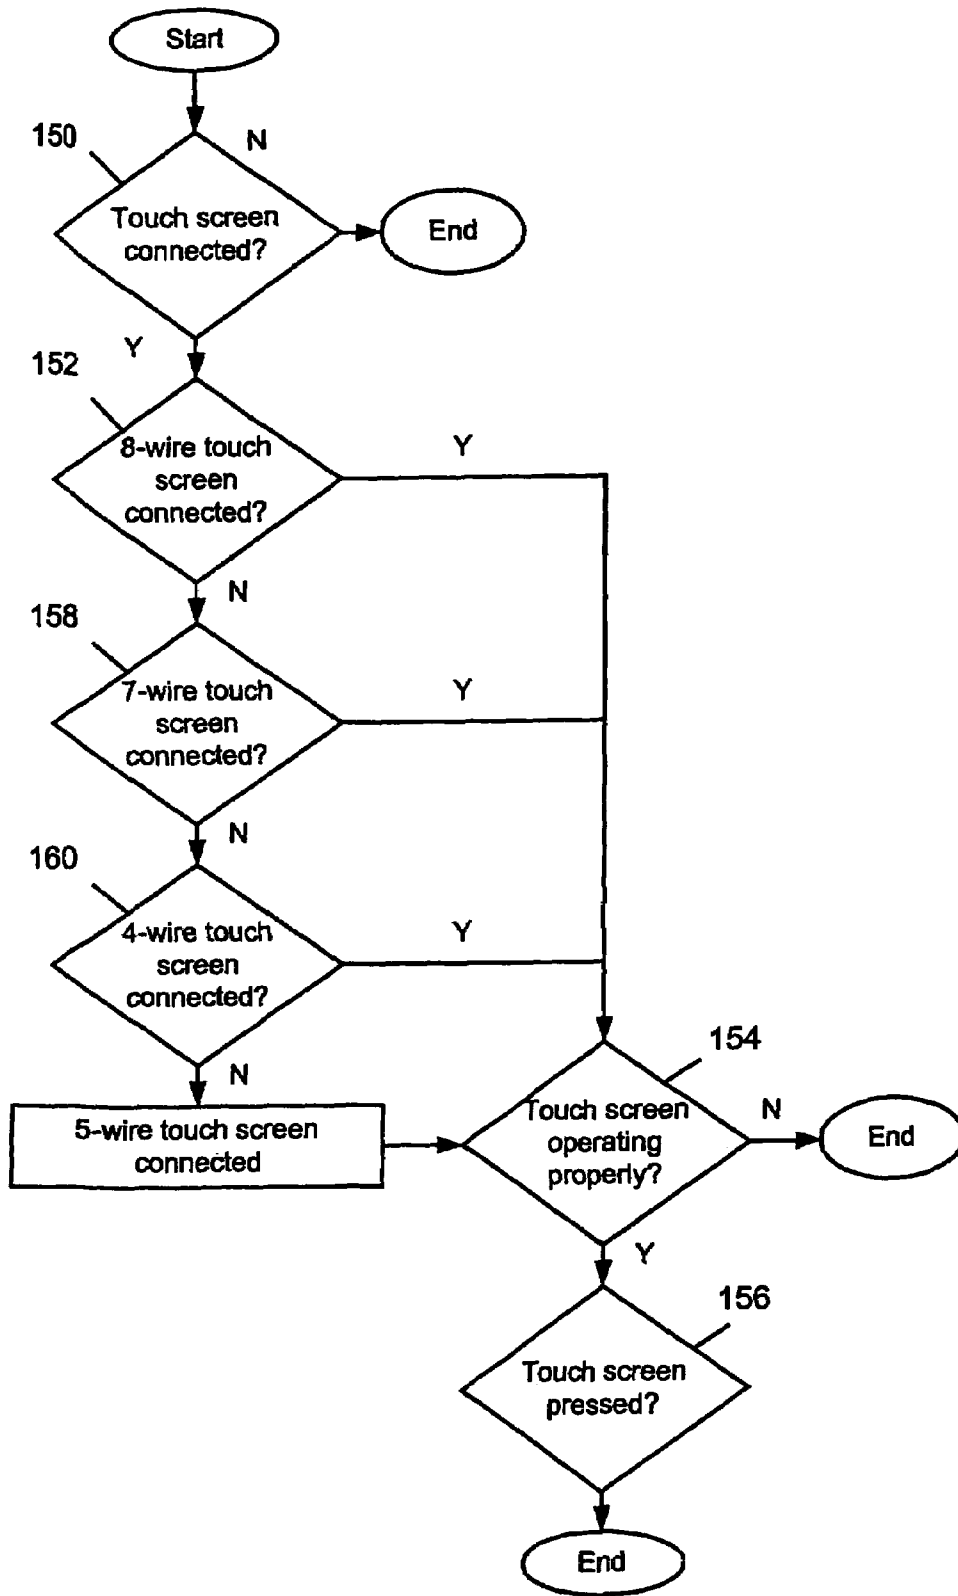 Start
150
N
Touch screen
connected?
End
Y
152
8-wire touch
screen
connected?
Y
N
158
7-wire touch
screen
connected?
Y
N
160
4-wire touch
screen
connected?
Y
N
5-wire touch screen
connected
154
Touch screen
operating
properly?
N
End
Y
156
Touch screen
pressed?
End